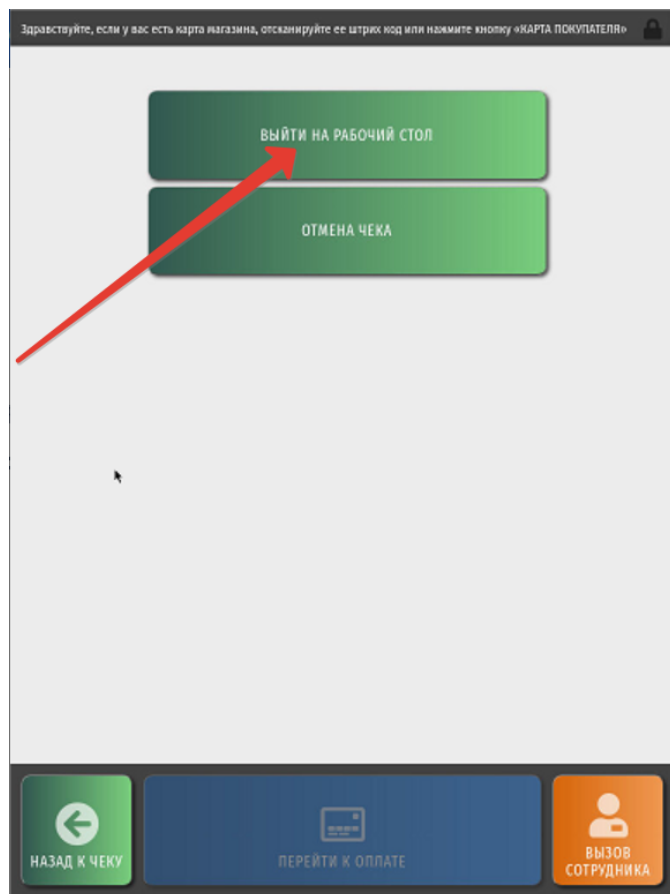 Здравствуйте, если у вас есть карта магазина, отсканируйте ее штрих код или нажмите кнопку «КАРТА ПОКУПАТЕЛЯ»
ВЫЙТИ НА РАБОЧИЙ СТОЛ
ОТМЕНА ЧЕКА
НАЗАД К ЧЕКУ
ПЕРЕЙТИ К ОПЛАТЕ
ВЫЗОВ
СОТРУДНИКА